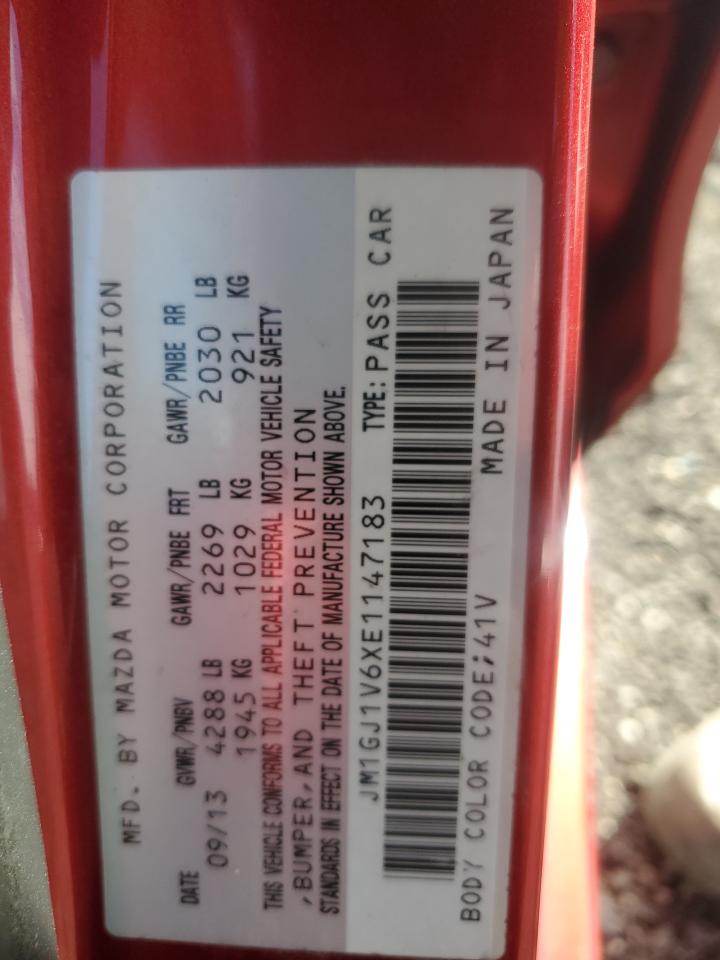 MFD. BY MAZDA MOTOR CORPORATION
DATE GVWR/PNBV GAWR/PNBE FRT GAWR/PNBE RR
09/13 4288 LB 2269 LB 2030 LB
1945 KG 1029 KG 921 KG
THIS VEHICLE CONFORMS TO ALL APPLICABLE FEDERAL MOTOR VEHICLE SAFETY
,BUMPER,AND THEFT PREVENTION
STANDARDS IN EFFECT ON THE DATE OF MANUFACTURE SHOWN ABOVE.
JM1GJ1V6XE1147183 TYPE: PASS CAR
BODY COLOR CODE;41V MADE IN JAPAN